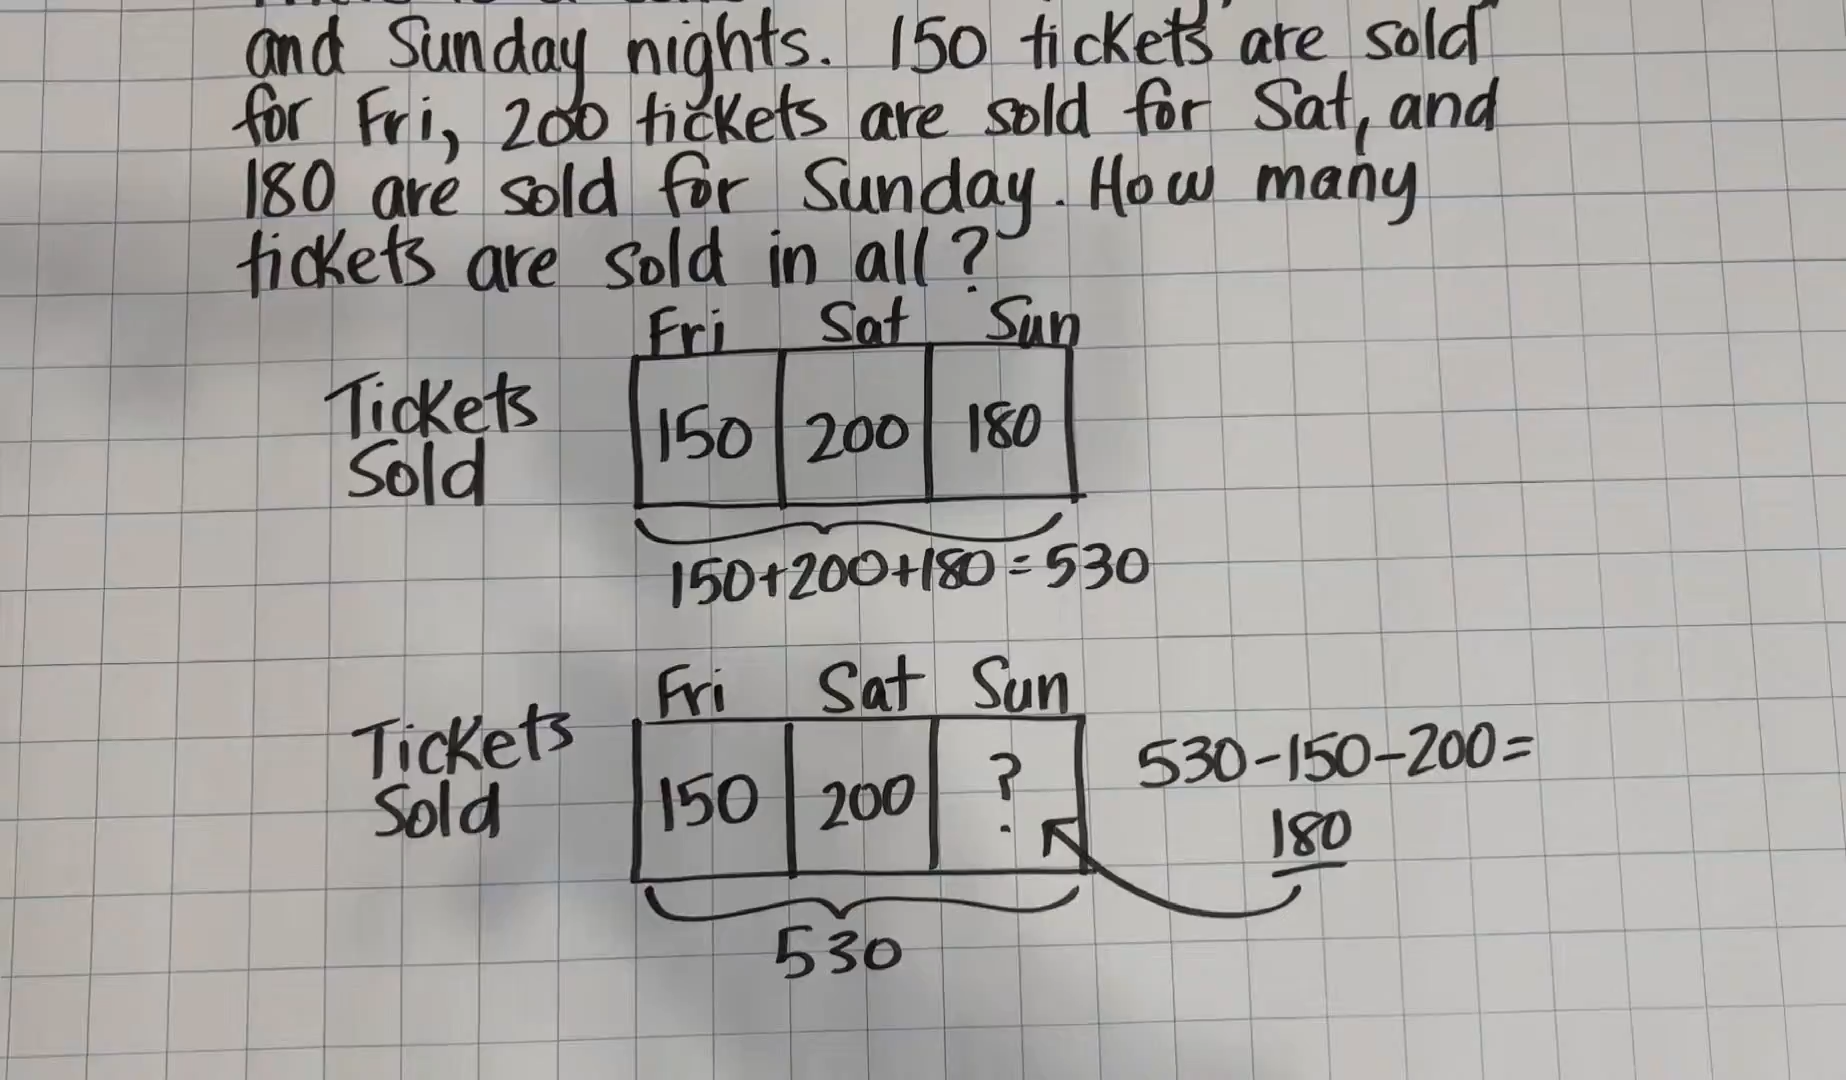 and Sunday nights. 150 tickets are sold
for Fri, 200 tickets are sold for Sat, and
180 are sold for Sunday. How many
tickets are sold in all?
Fri Sat Sun
Tickets
Sold
150 200 180
150+200+180=530
Fri Sat Sun
Tickets
Sold
150 200 ?
530-150-200=
180
530